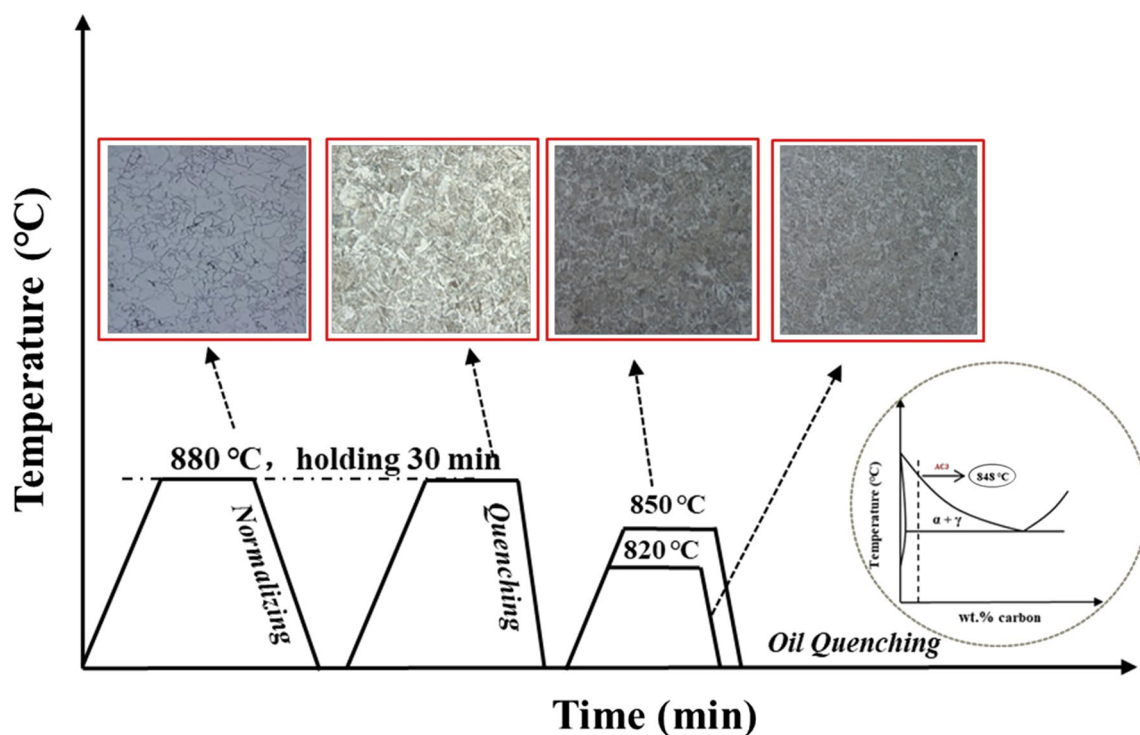 Temperature (°C)
880 °C, holding 30 min
Normalizing
Quenching
850 °C
820 °C
Oil Quenching
Time (min)
Temperature (°C)
AC3
848 °C
α + γ
wt.% carbon